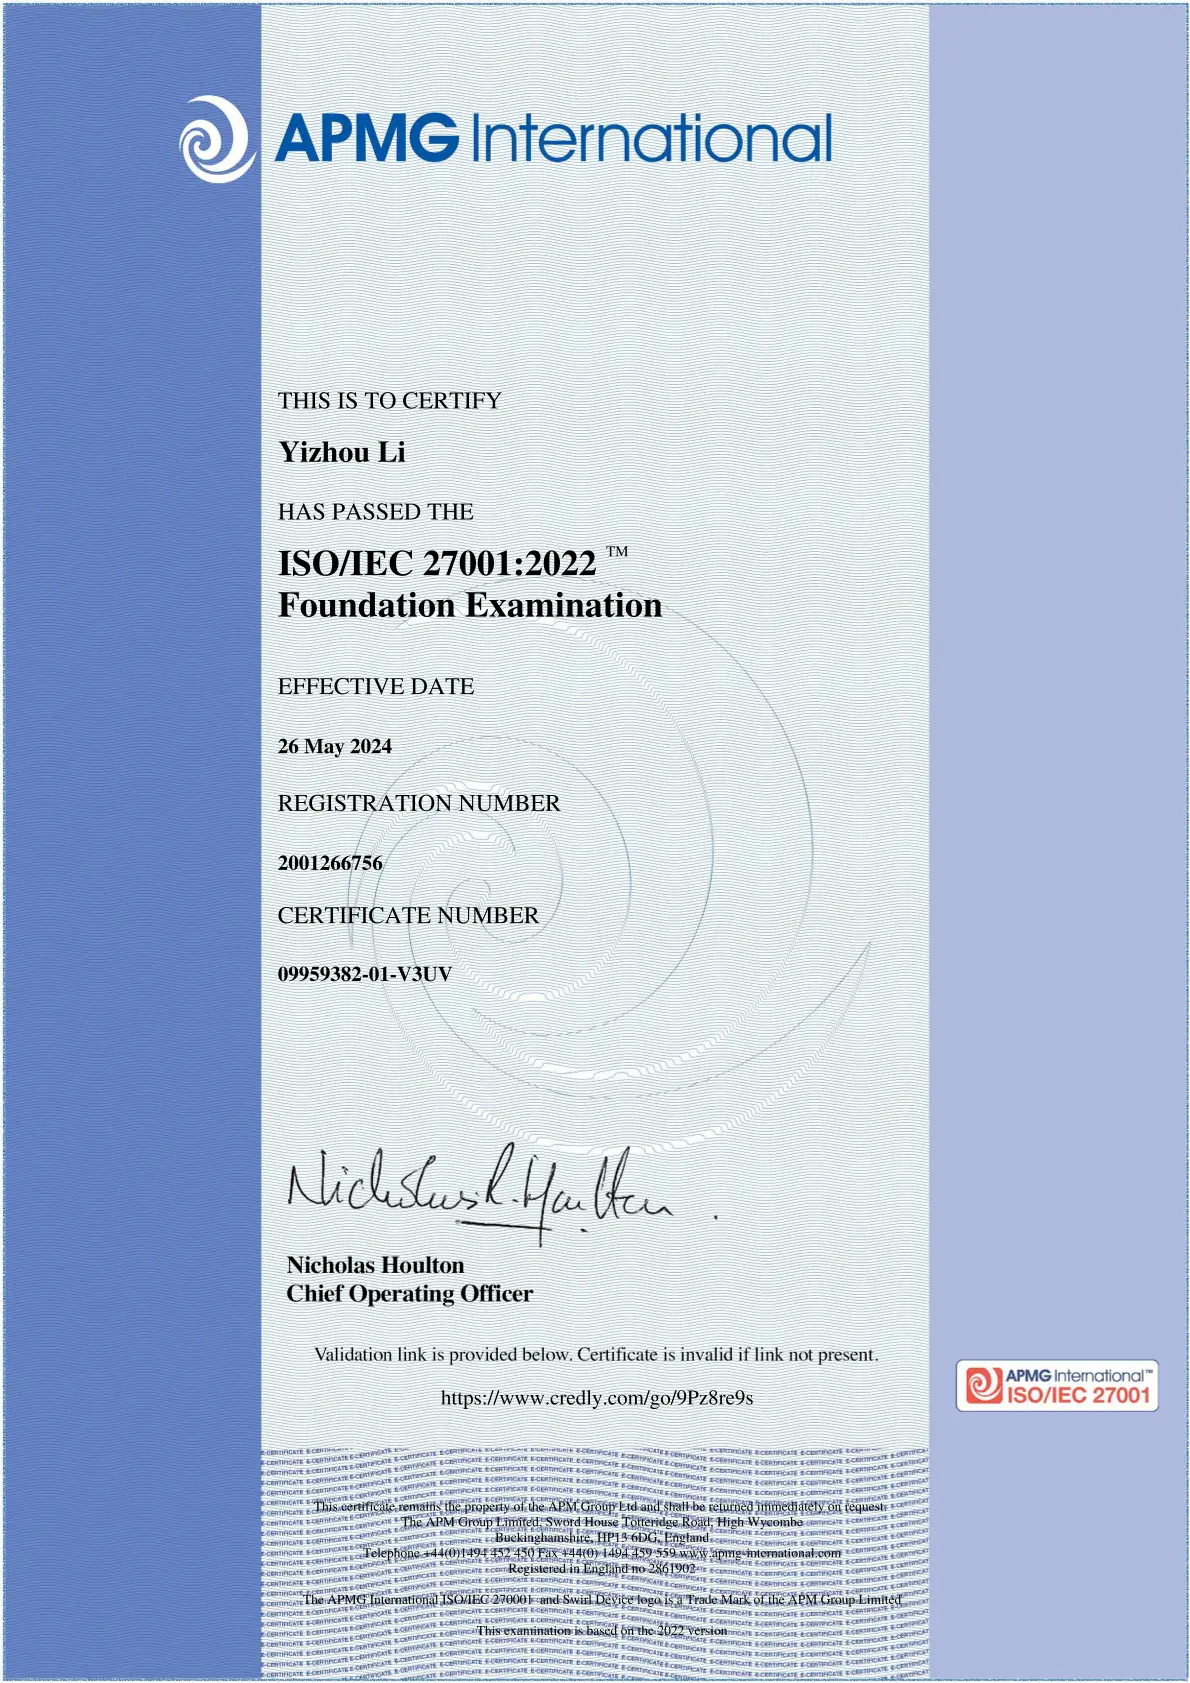 APMG International
THIS IS TO CERTIFY
Yizhou Li
HAS PASSED THE
ISO/IEC 27001:2022 ™
Foundation Examination
EFFECTIVE DATE
26 May 2024
REGISTRATION NUMBER
2001266756
CERTIFICATE NUMBER
09959382-01-V3UV
Nicholas R. Houlton
Nicholas Houlton
Chief Operating Officer
Validation link is provided below. Certificate is invalid if link not present.
https://www.credly.com/go/9Pz8re9s
APMG International™
ISO/IEC 27001
E-CERTIFICATE
This certificate remains the property of the APM Group Ltd and shall be returned immediately on request.
The APM Group Limited, Sword House Totteridge Road, High Wycombe
Buckinghamshire, HP13 6DG, England
Telephone +44(0)1494 452 450 Fax +44(0) 1494 459 559 www.apmg-international.com
Registered in England no 2861902
The APMG International ISO/IEC 270001 and Swirl Device logo is a Trade Mark of the APM Group Limited
This examination is based on the 2022 version